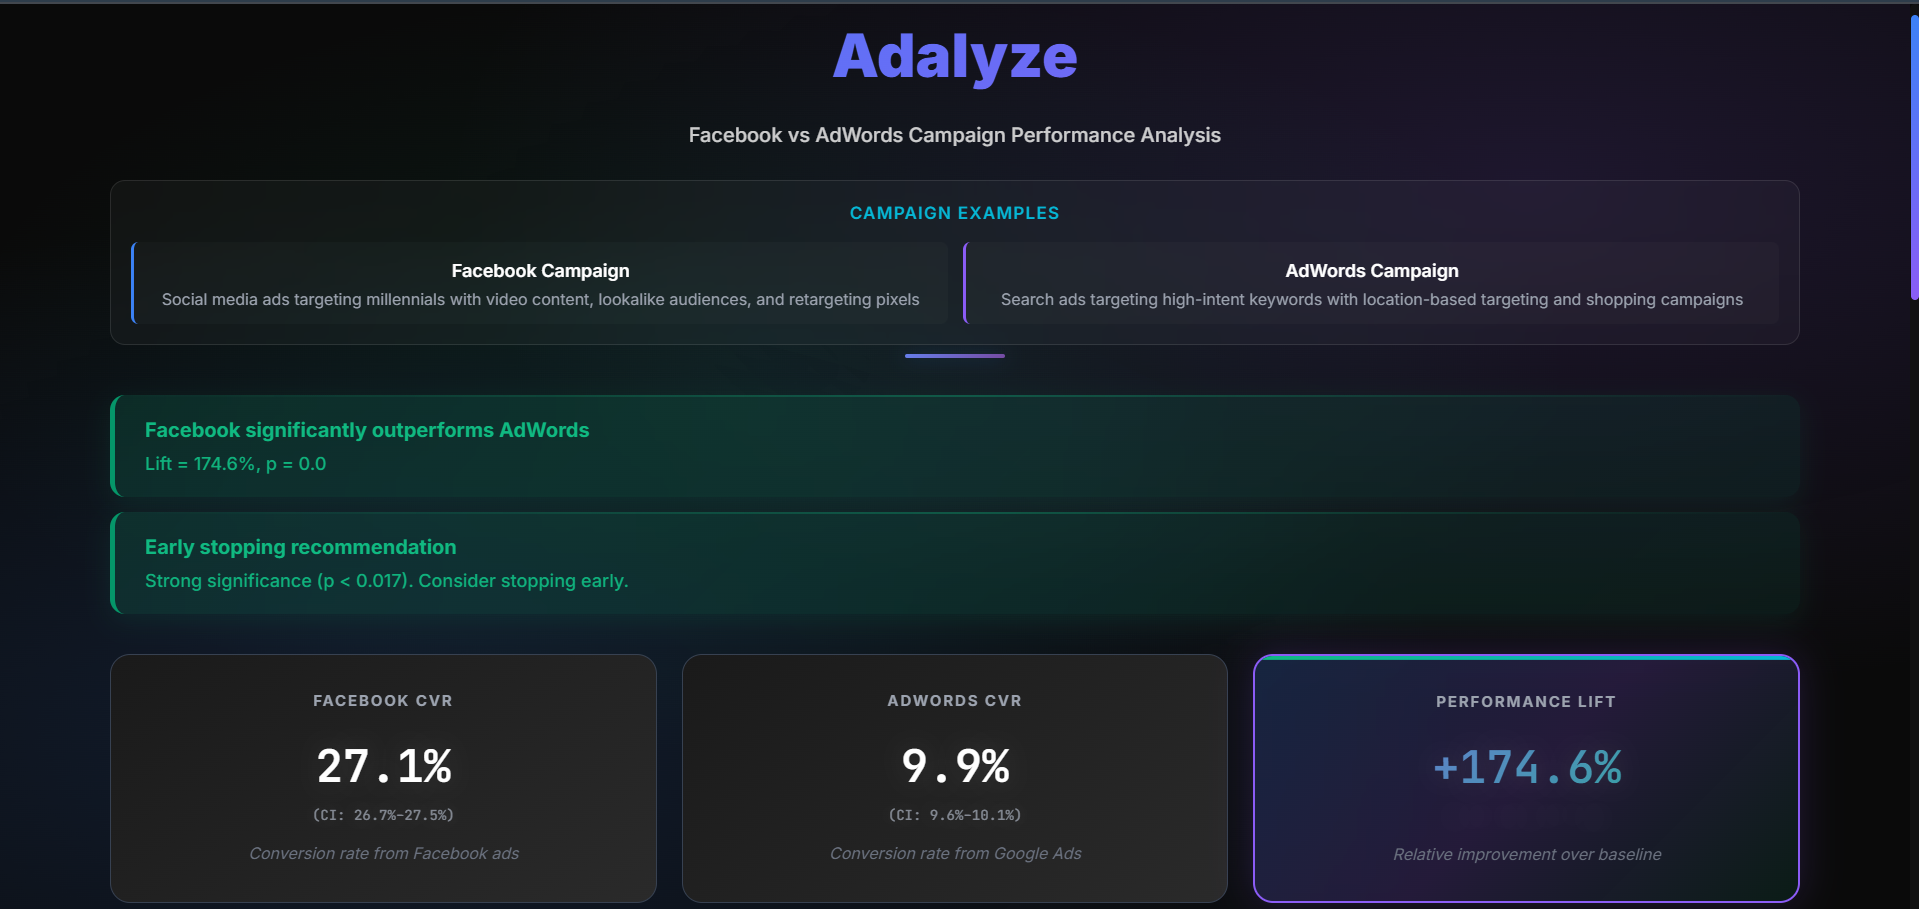 Adalyze
Facebook vs AdWords Campaign Performance Analysis
CAMPAIGN EXAMPLES
Facebook Campaign
Social media ads targeting millennials with video content, lookalike audiences, and retargeting pixels
AdWords Campaign
Search ads targeting high-intent keywords with location-based targeting and shopping campaigns
Facebook significantly outperforms AdWords
Lift = 174.6%, p = 0.0
Early stopping recommendation
Strong significance (p < 0.017). Consider stopping early.
FACEBOOK CVR
27.1%
(CI: 26.7%-27.5%)
Conversion rate from Facebook ads
ADWORDS CVR
9.9%
(CI: 9.6%-10.1%)
Conversion rate from Google Ads
PERFORMANCE LIFT
+174.6%
Relative improvement over baseline